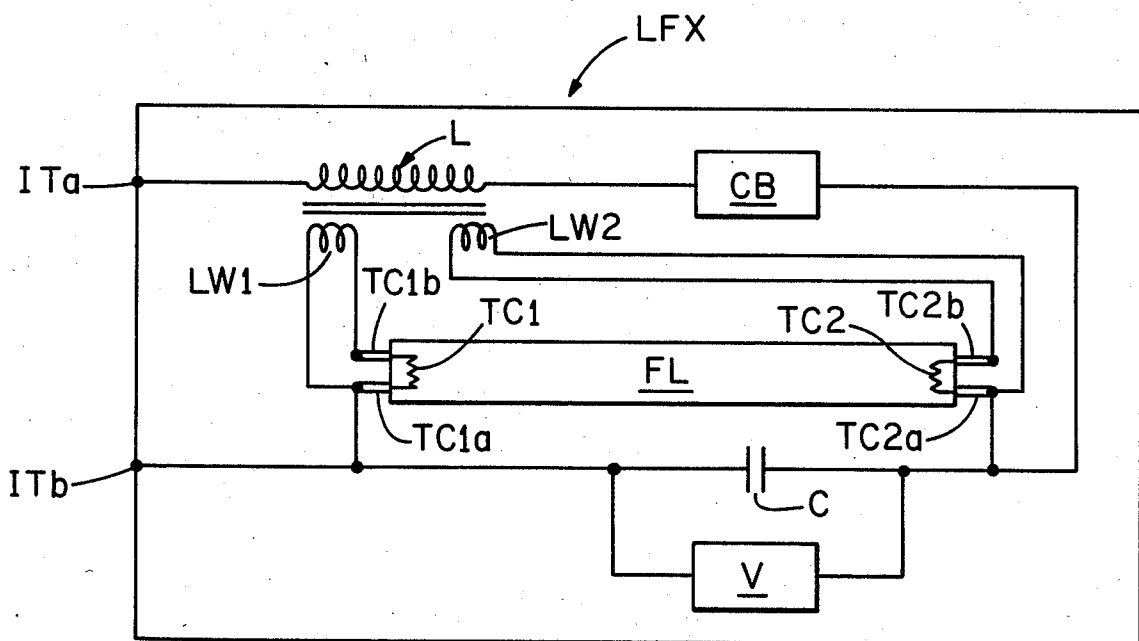 LFX
L
ITa
CB
LW2
LW1
TC1b
TC1
TC2
TC2b
FL
TC1a
TC2a
ITb
C
V